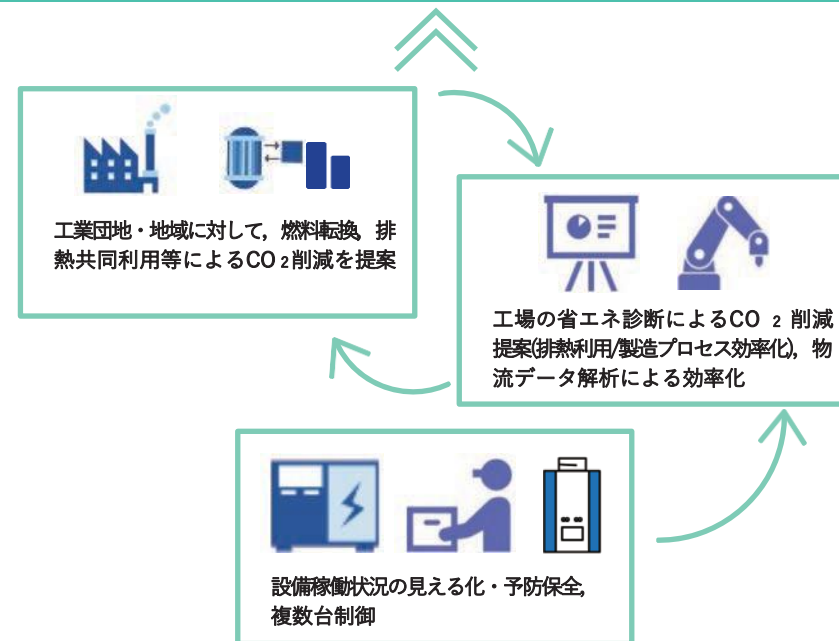 工業団地・地域に対して，燃料転換，排
熱共同利用等によるCO₂削減を提案
工場の省エネ診断によるCO ₂ 削減
提案(排熱利用/製造プロセス効率化)，物
流データ解析による効率化
設備稼働状況の見える化・予防保全，
複数台制御